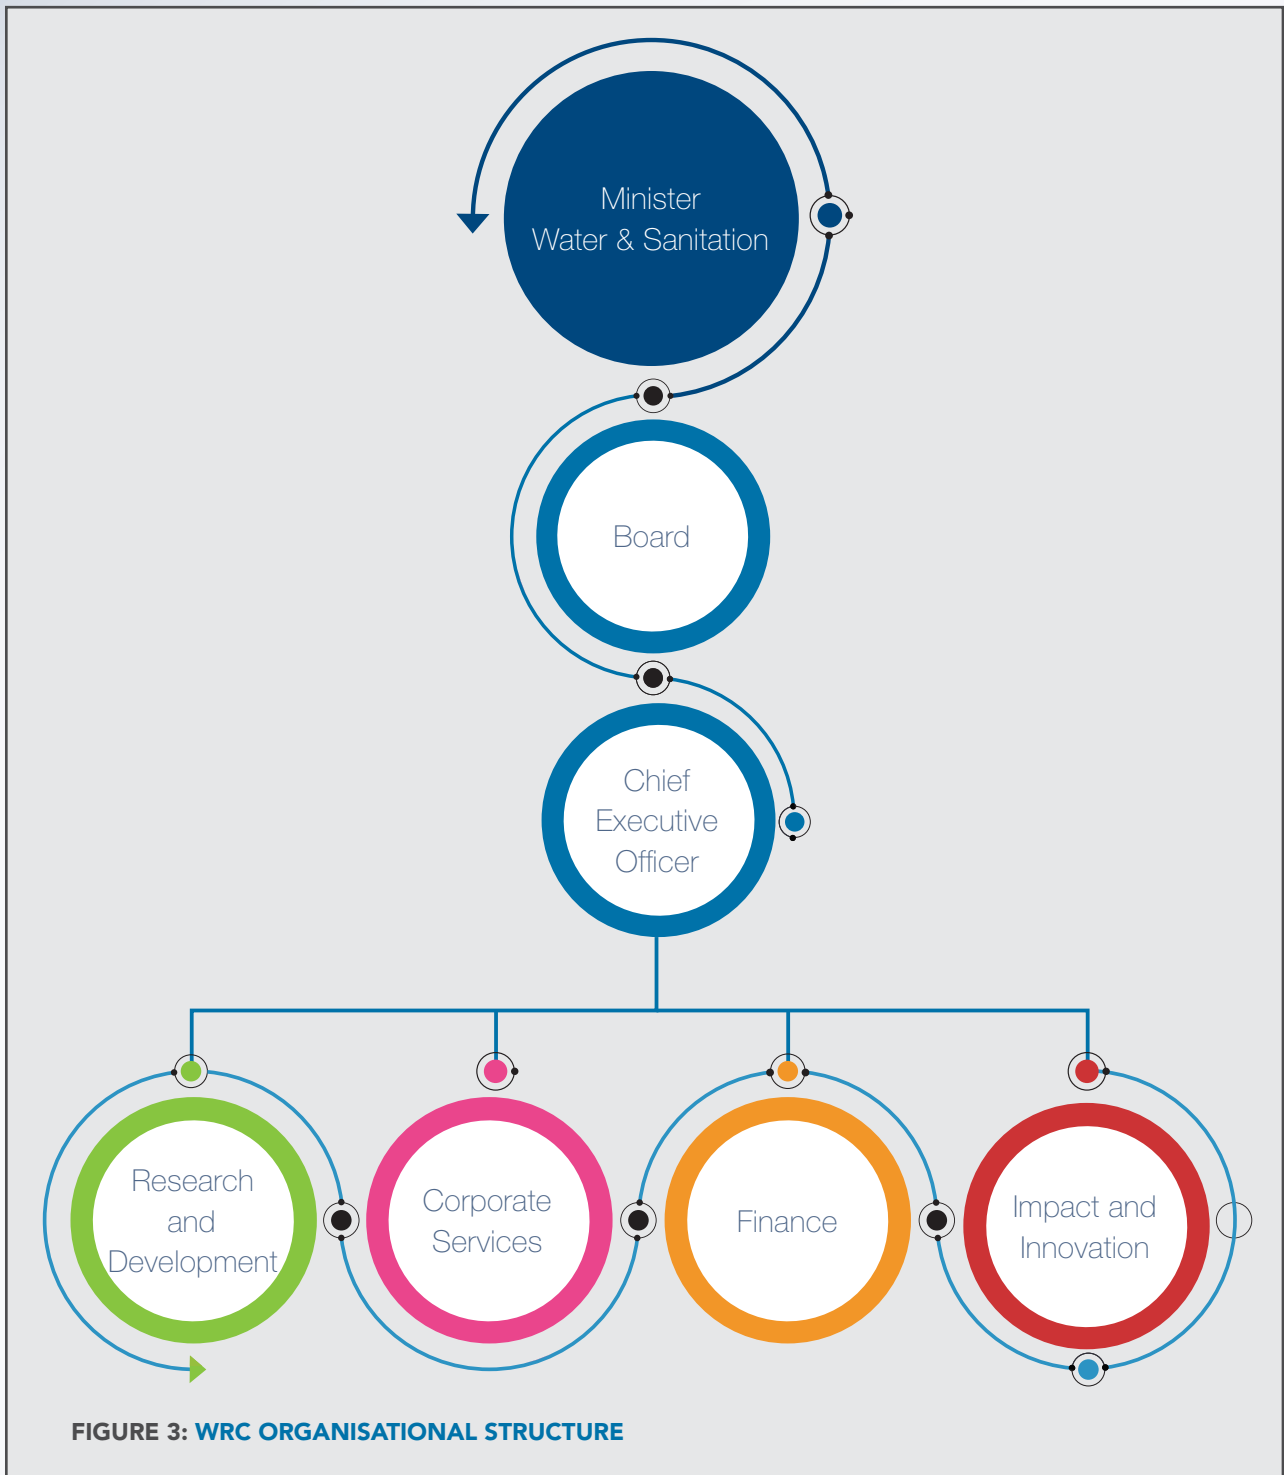 Minister
Water & Sanitation
Board
Chief
Executive
Officer
Research
and
Development
Corporate
Services
Finance
Impact and
Innovation
FIGURE 3: WRC ORGANISATIONAL STRUCTURE